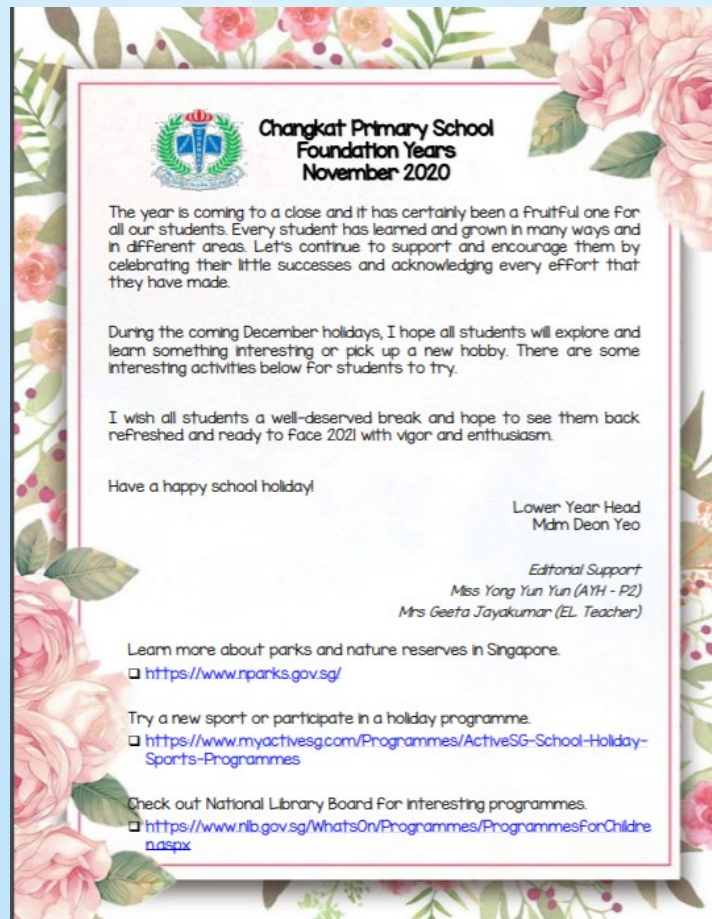 Changkat Primary School
Foundation Years
November 2020
The year is coming to a close and it has certainly been a fruitful one for
all our students. Every student has learned and grown in many ways and
in different areas. Let's continue to support and encourage them by
celebrating their little successes and acknowledging every effort that
they have made.
During the coming December holidays, I hope all students will explore and
learn something interesting or pick up a new hobby. There are some
interesting activities below for students to try.
I wish all students a well-deserved break and hope to see them back
refreshed and ready to face 2021 with vigor and enthusiasm.
Have a happy school holiday!
Lower Year Head
Mdm Deon Yeo
Editorial Support
Miss Yong Yun Yun (AYH - P2)
Mrs Geeta Jayakumar (EL Teacher)
Learn more about parks and nature reserves in Singapore.
❑ https://www.nparks.gov.sg/
Try a new sport or participate in a holiday programme.
❑ https://www.myactivesg.com/Programmes/ActiveSG-School-Holiday-
Sports-Programmes
Check out National Library Board for interesting programmes.
❑ https://www.nlb.gov.sg/WhatsOn/Programmes/ProgrammesforChildre
n.aspx